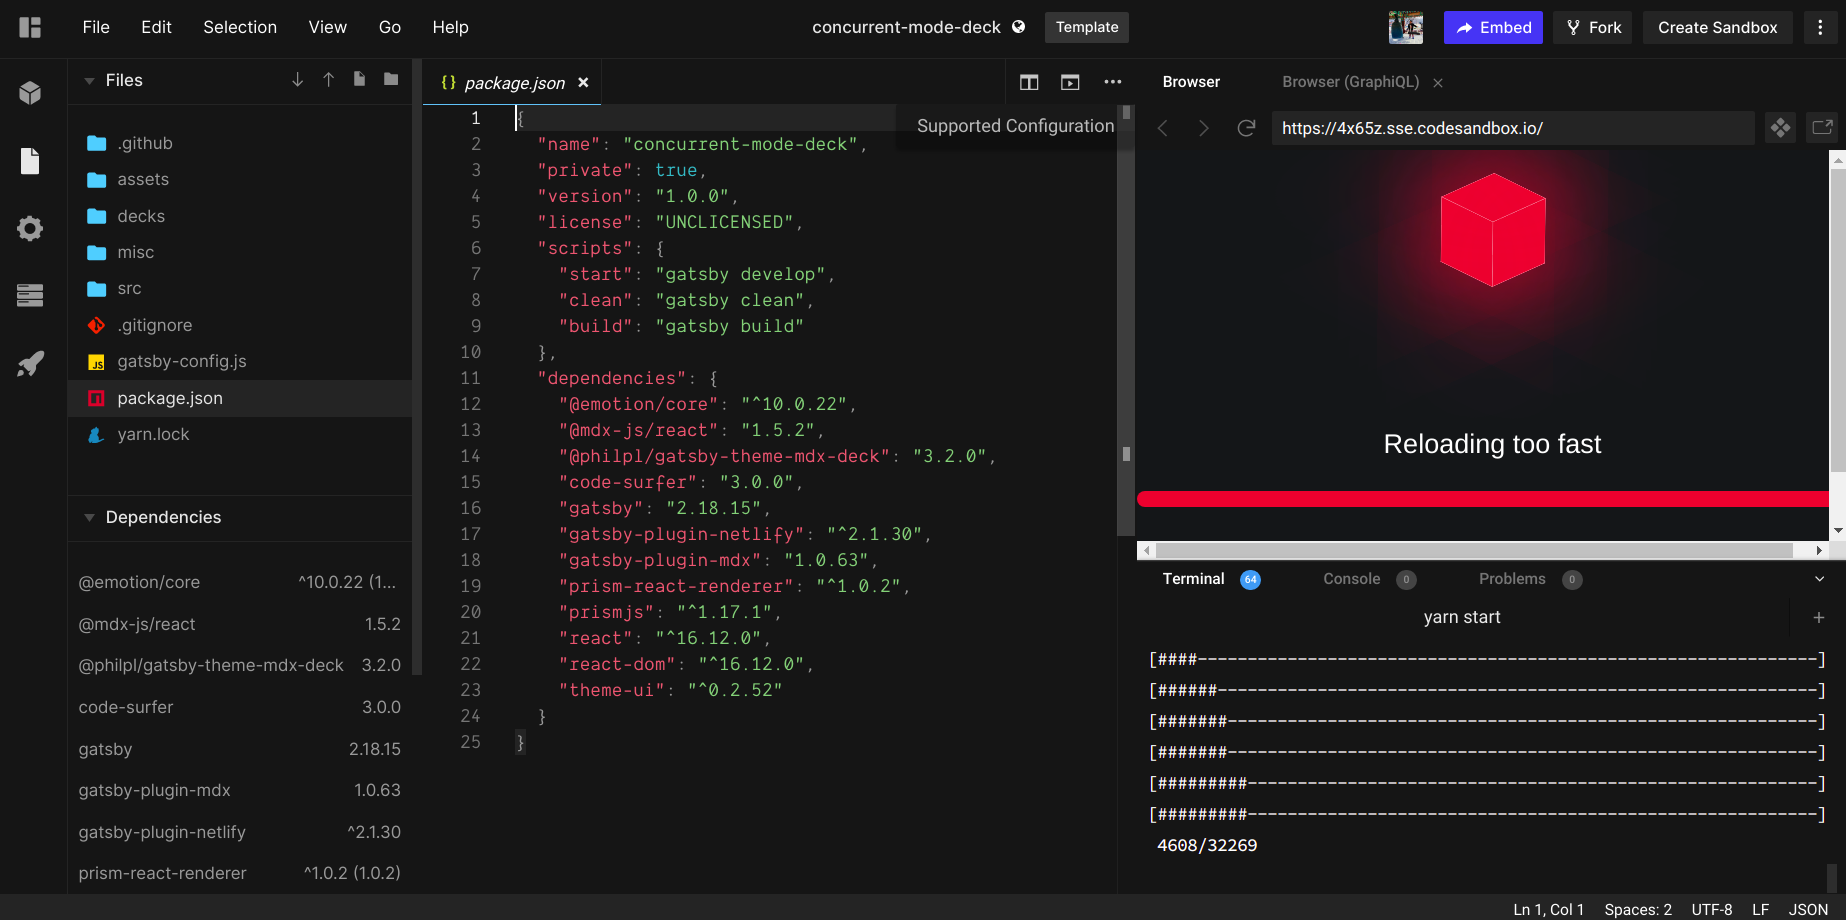 File Edit Selection View Go Help
concurrent-mode-deck Template
Embed Fork Create Sandbox
Files
.github
assets
decks
misc
src
.gitignore
JS gatsby-config.js
package.json
yarn.lock
Dependencies
@emotion/core ^10.0.22 (1...
@mdx-js/react 1.5.2
@philpl/gatsby-theme-mdx-deck 3.2.0
code-surfer 3.0.0
gatsby 2.18.15
gatsby-plugin-mdx 1.0.63
gatsby-plugin-netlify ^2.1.30
prism-react-renderer ^1.0.2 (1.0.2)
{} package.json ×
Supported Configuration
1 {
2 "name": "concurrent-mode-deck",
3 "private": true,
4 "version": "1.0.0",
5 "license": "UNCLICENSED",
6 "scripts": {
7 "start": "gatsby develop",
8 "clean": "gatsby clean",
9 "build": "gatsby build"
10 },
11 "dependencies": {
12 "@emotion/core": "^10.0.22",
13 "@mdx-js/react": "1.5.2",
14 "@philpl/gatsby-theme-mdx-deck": "3.2.0",
15 "code-surfer": "3.0.0",
16 "gatsby": "2.18.15",
17 "gatsby-plugin-netlify": "^2.1.30",
18 "gatsby-plugin-mdx": "1.0.63",
19 "prism-react-renderer": "^1.0.2",
20 "prismjs": "^1.17.1",
21 "react": "^16.12.0",
22 "react-dom": "^16.12.0",
23 "theme-ui": "^0.2.52"
24 }
25 }
Browser Browser (GraphiQL) ×
https://4x65z.sse.codesandbox.io/
Reloading too fast
Terminal 64 Console 0 Problems 0
yarn start +
[####--------------------------------------------------------------]
[######------------------------------------------------------------]
[#######-----------------------------------------------------------]
[#######-----------------------------------------------------------]
[#########---------------------------------------------------------]
[#########---------------------------------------------------------]
4608/32269
Ln 1, Col 1 Spaces: 2 UTF-8 LF JSON